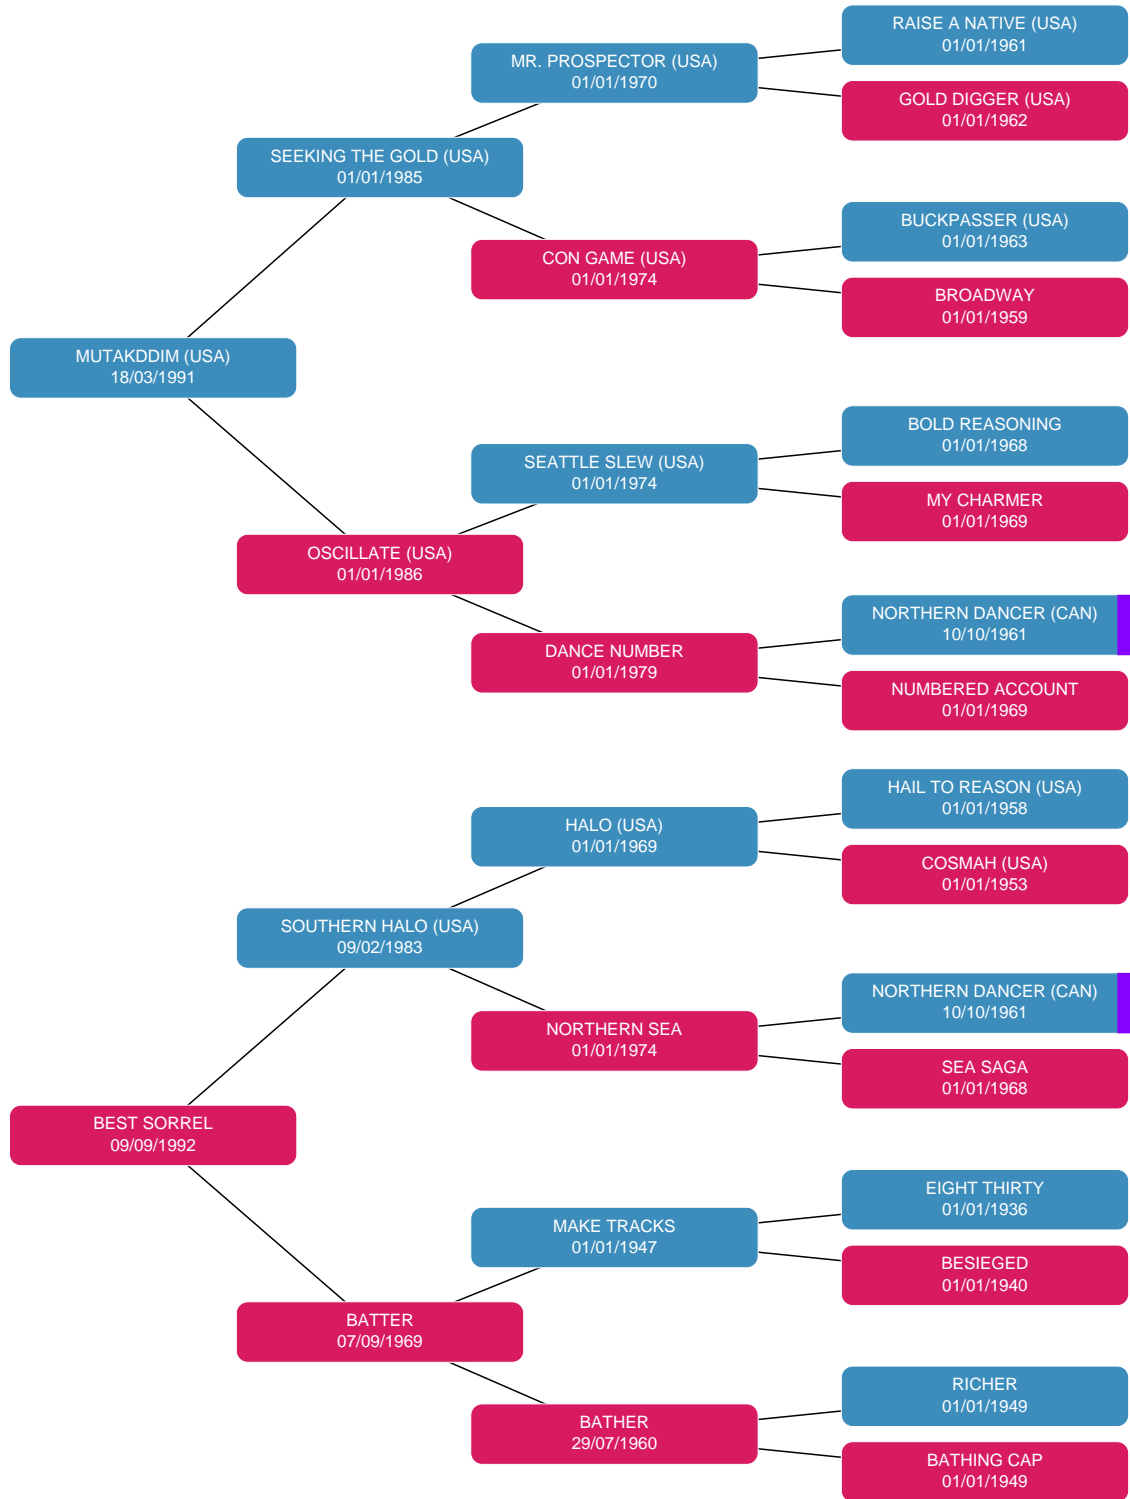 RAISE A NATIVE (USA)
01/01/1961
MR. PROSPECTOR (USA)
01/01/1970
GOLD DIGGER (USA)
01/01/1962
SEEKING THE GOLD (USA)
01/01/1985
BUCKPASSER (USA)
01/01/1963
CON GAME (USA)
01/01/1974
BROADWAY
01/01/1959
MUTAKDDIM (USA)
18/03/1991
BOLD REASONING
01/01/1968
SEATTLE SLEW (USA)
01/01/1974
MY CHARMER
01/01/1969
OSCILLATE (USA)
01/01/1986
NORTHERN DANCER (CAN)
10/10/1961
DANCE NUMBER
01/01/1979
NUMBERED ACCOUNT
01/01/1969
HAIL TO REASON (USA)
01/01/1958
HALO (USA)
01/01/1969
COSMAH (USA)
01/01/1953
SOUTHERN HALO (USA)
09/02/1983
NORTHERN DANCER (CAN)
10/10/1961
NORTHERN SEA
01/01/1974
SEA SAGA
01/01/1968
BEST SORREL
09/09/1992
EIGHT THIRTY
01/01/1936
MAKE TRACKS
01/01/1947
BESIEGED
01/01/1940
BATTER
07/09/1969
RICHER
01/01/1949
BATHER
29/07/1960
BATHING CAP
01/01/1949